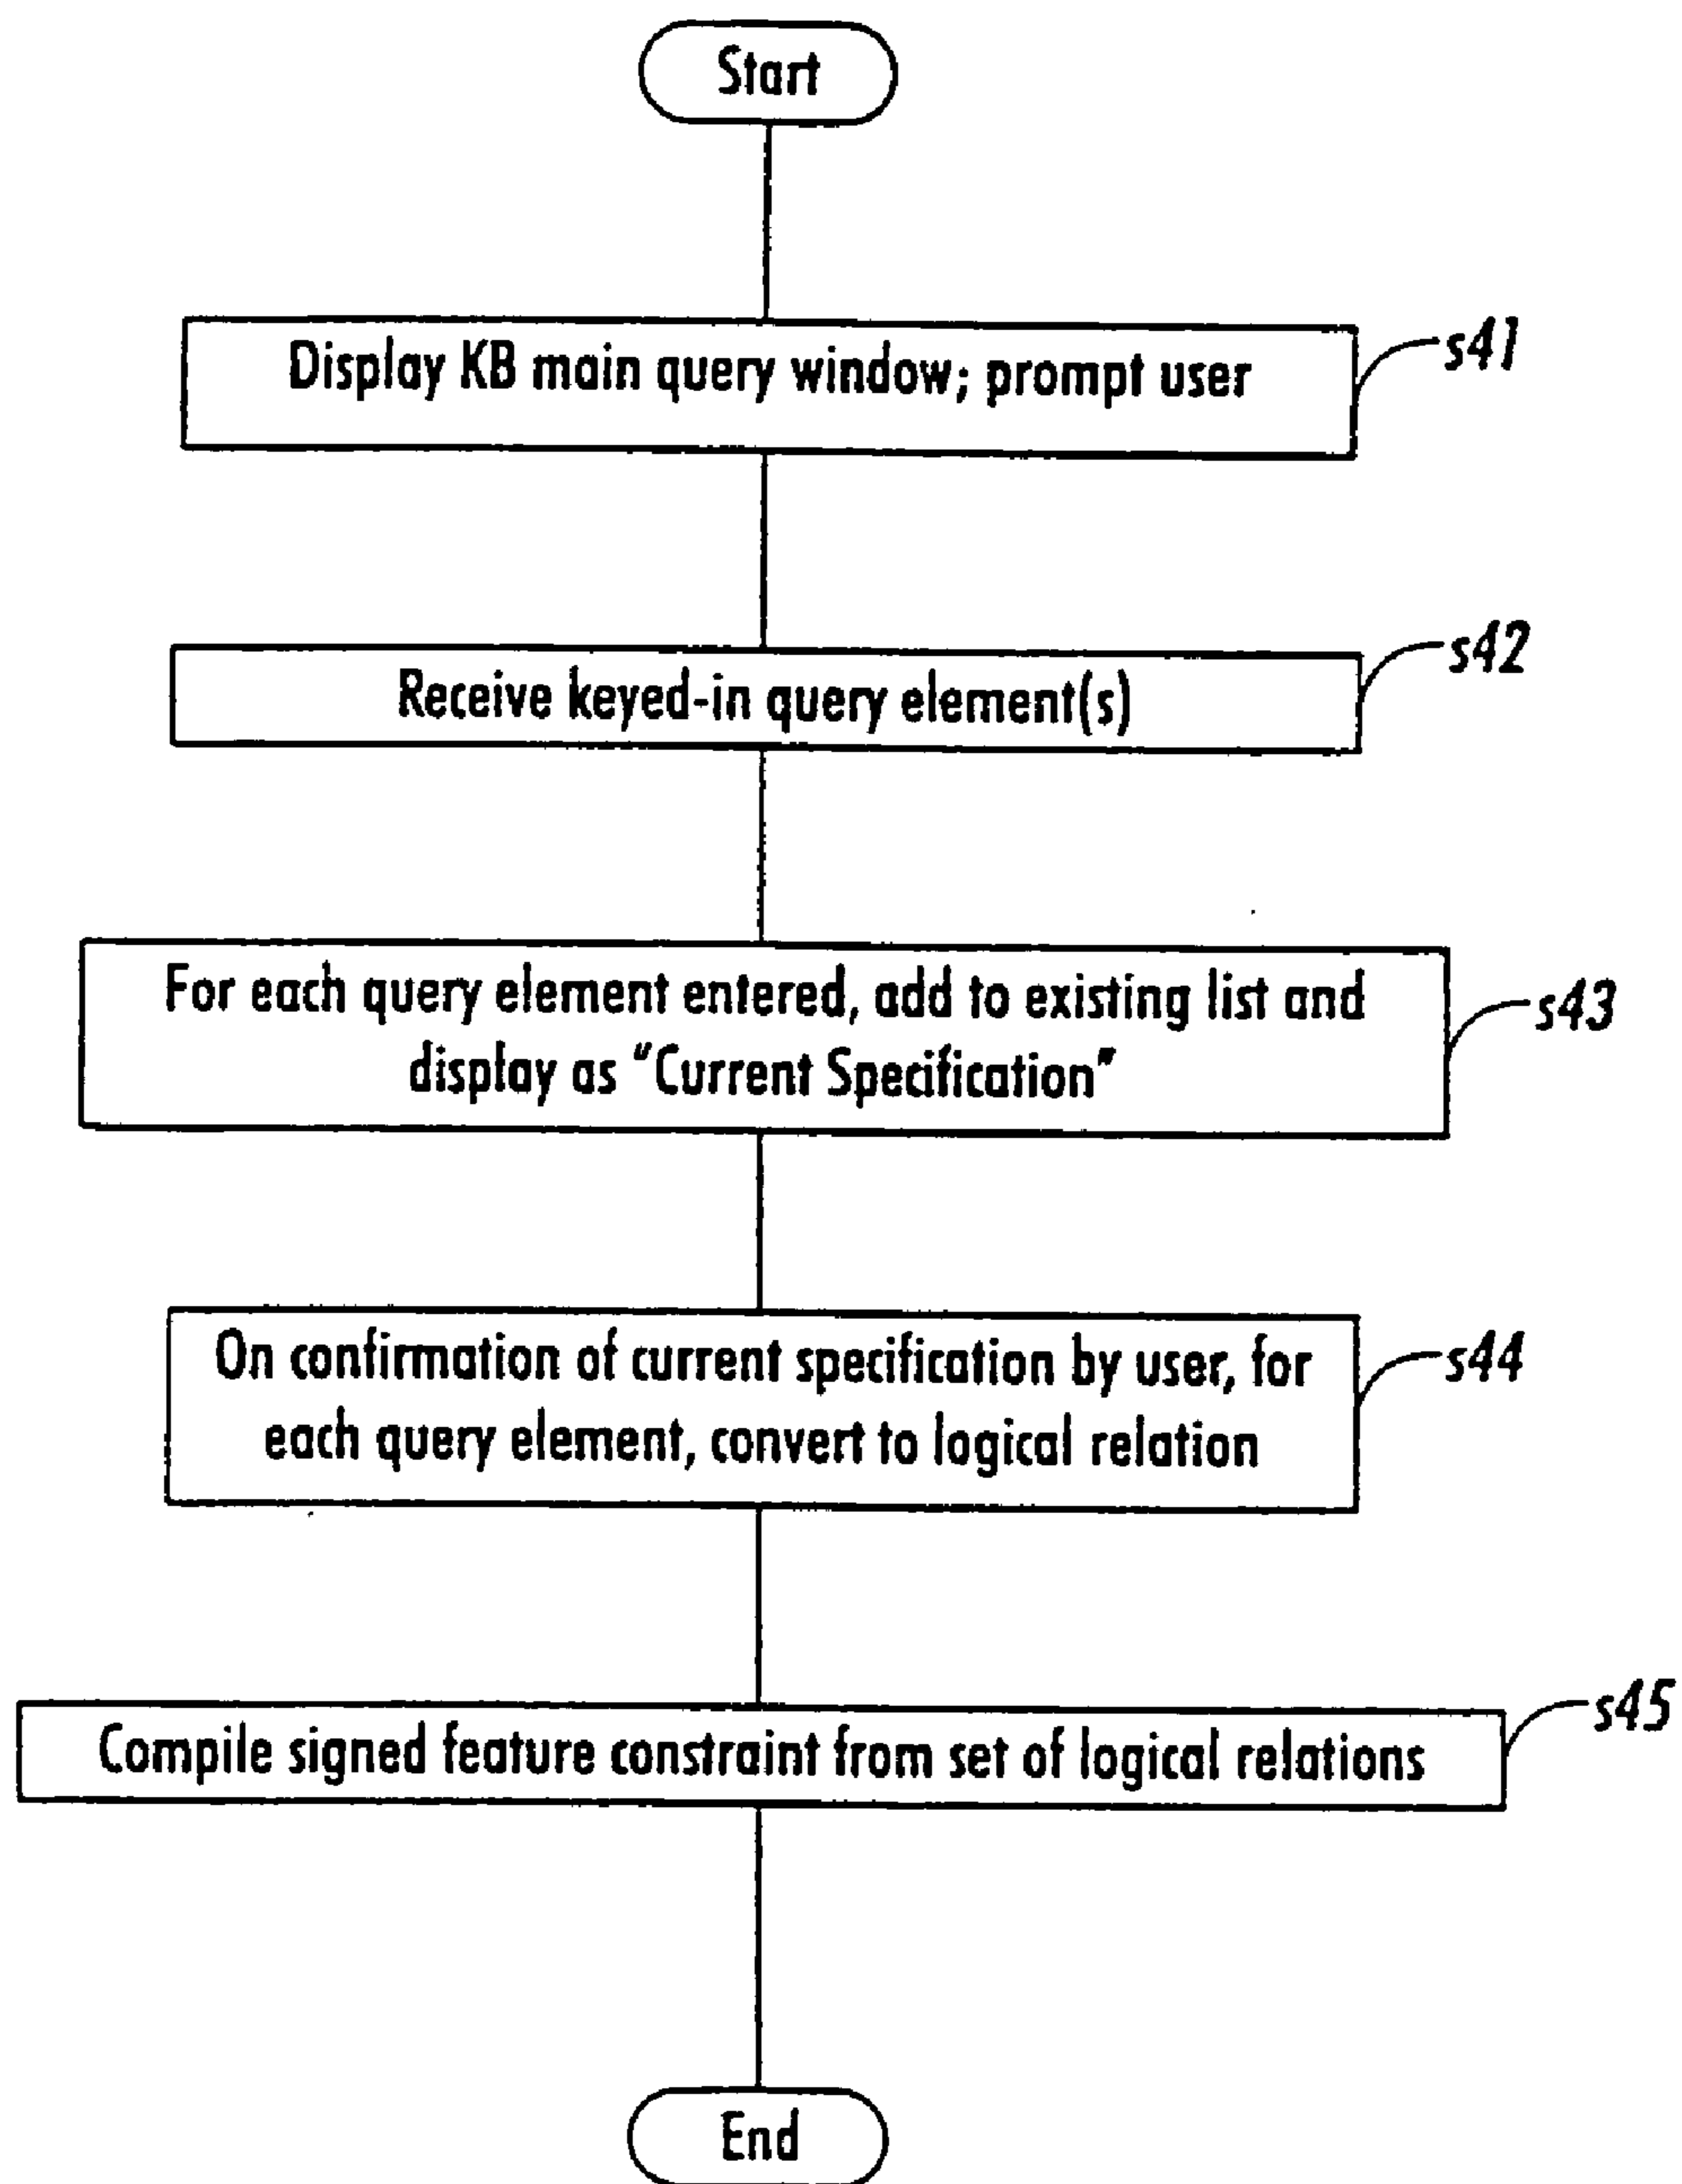 Start
Display KB main query window; prompt user
s41
Receive keyed-in query element(s)
s42
For each query element entered, add to existing list and
display as "Current Specification"
s43
On confirmation of current specification by user, for
each query element, convert to logical relation
s44
Compile signed feature constraint from set of logical relations
s45
End